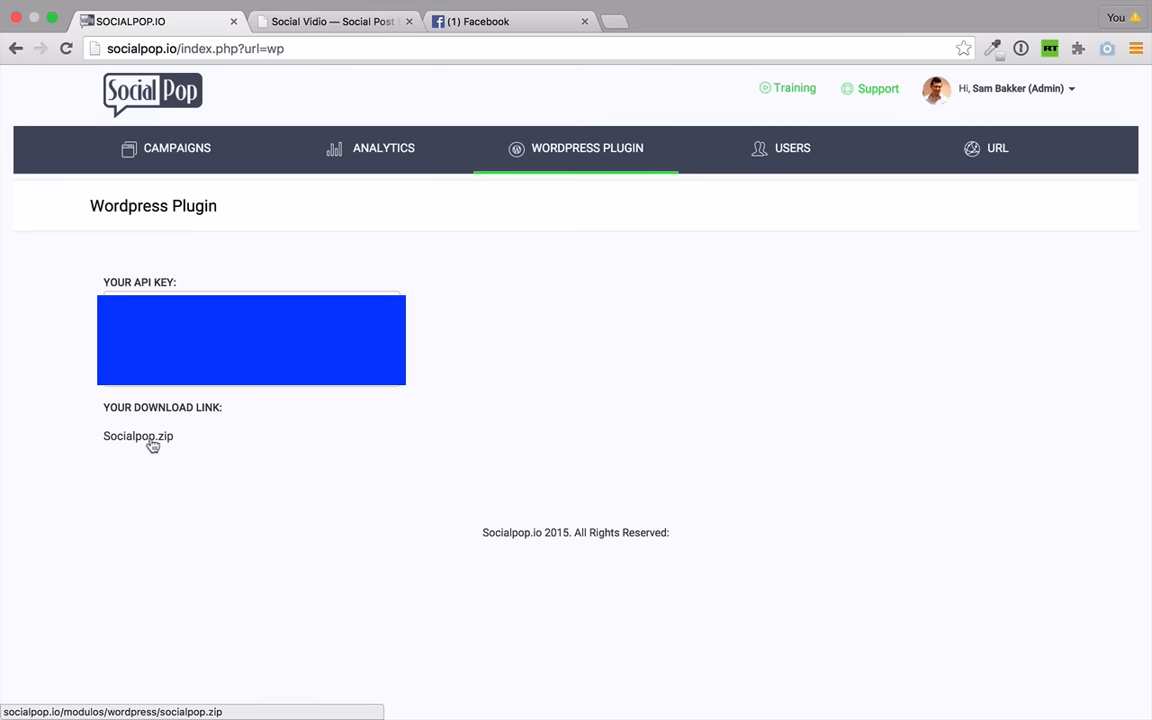 SOCIALPOP.IO
Social Vidio — Social Post
(1) Facebook
You
socialpop.io/index.php?url=wp
RT
Social Pop
Training
Support
Hi, Sam Bakker (Admin)
CAMPAIGNS
ANALYTICS
WORDPRESS PLUGIN
USERS
URL
Wordpress Plugin
YOUR API KEY:
YOUR DOWNLOAD LINK:
Socialpop.zip
Socialpop.io 2015. All Rights Reserved:
socialpop.io/modulos/wordpress/socialpop.zip